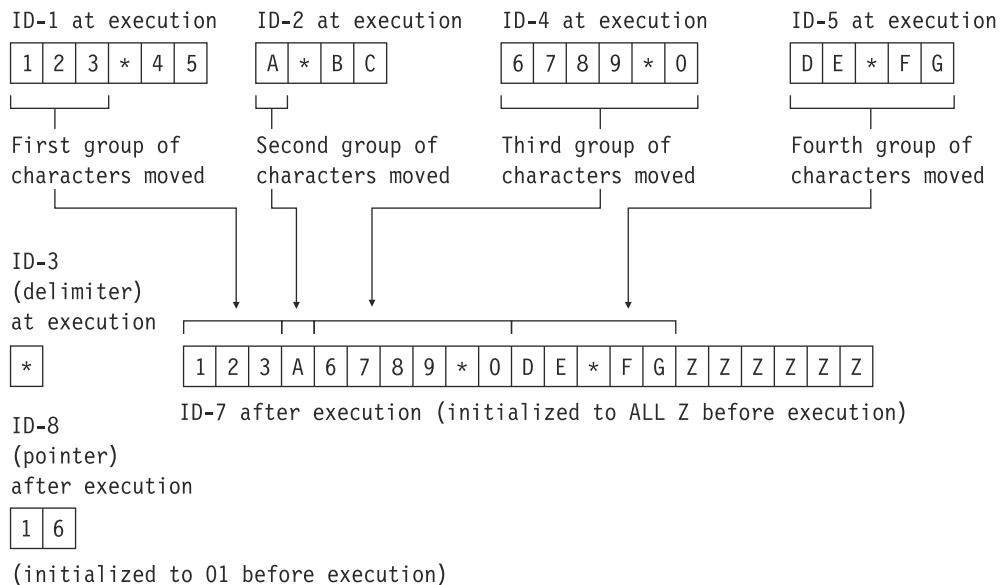 ID-1 at execution
ID-2 at execution
ID-4 at execution
ID-5 at execution
1 2 3 * 4 5
A * B C
6 7 8 9 * 0
D E * F G
First group of
characters moved
Second group of
characters moved
Third group of
characters moved
Fourth group of
characters moved
ID-3
(delimiter)
at execution
*
1 2 3 A 6 7 8 9 * 0 D E * F G Z Z Z Z Z Z
ID-7 after execution (initialized to ALL Z before execution)
ID-8
(pointer)
after execution
1 6
(initialized to 01 before execution)